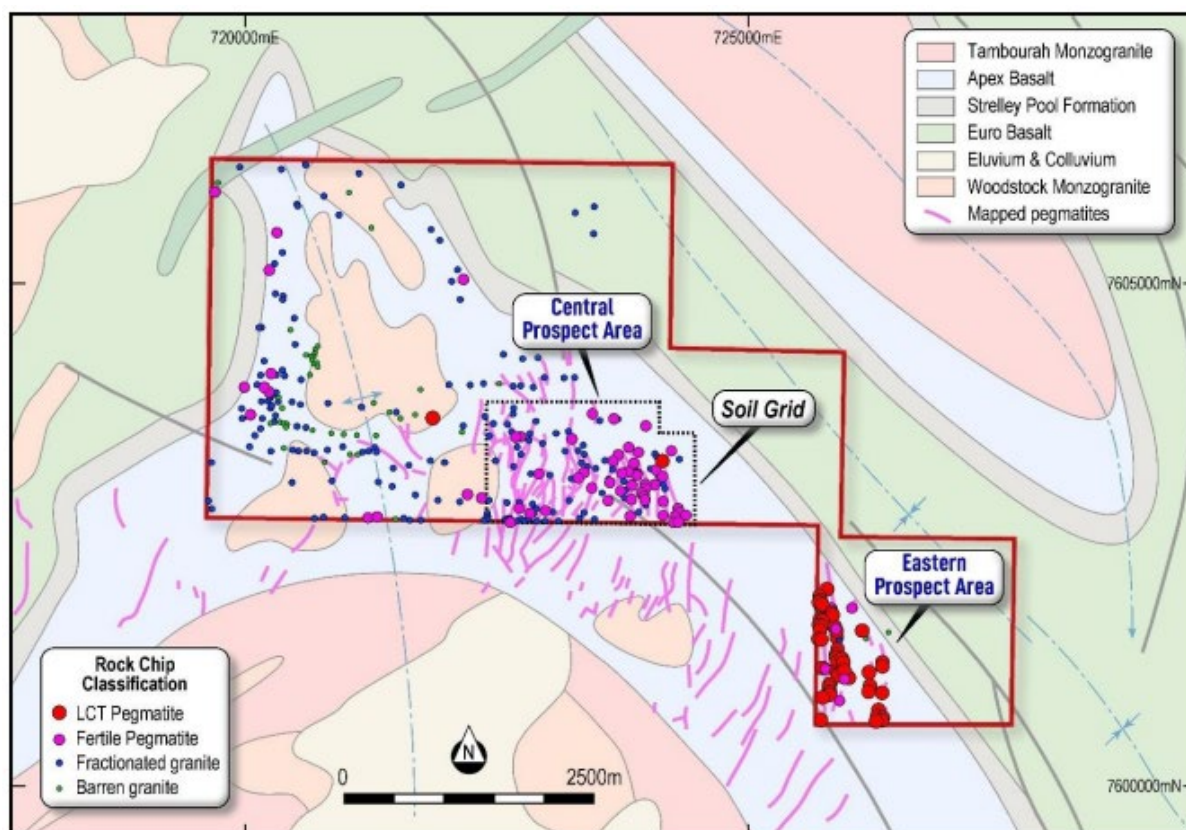 720000mE
725000mE
Tambourah Monzogranite
Apex Basalt
Strelley Pool Formation
Euro Basalt
Eluvium & Colluvium
Woodstock Monzogranite
Mapped pegmatites
7605000mN
Central
Prospect Area
Soil Grid
Eastern
Prospect Area
Rock Chip
Classification
LCT Pegmatite
Fertile Pegmatite
Fractionated granite
Barren granite
N
0
2500m
7600000mN